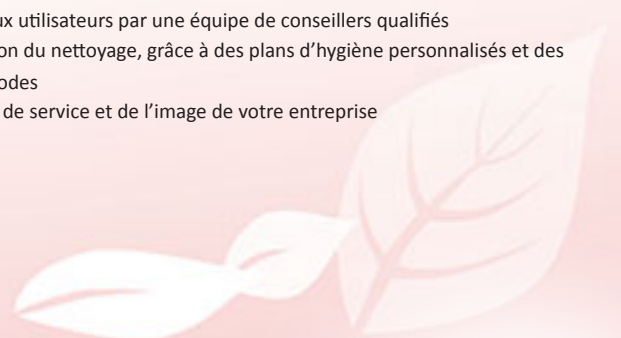 ux utilisateurs par une équipe de conseillers qualifiés
on du nettoyage, grâce à des plans d’hygiène personnalisés et des
odes
de service et de l’image de votre entreprise